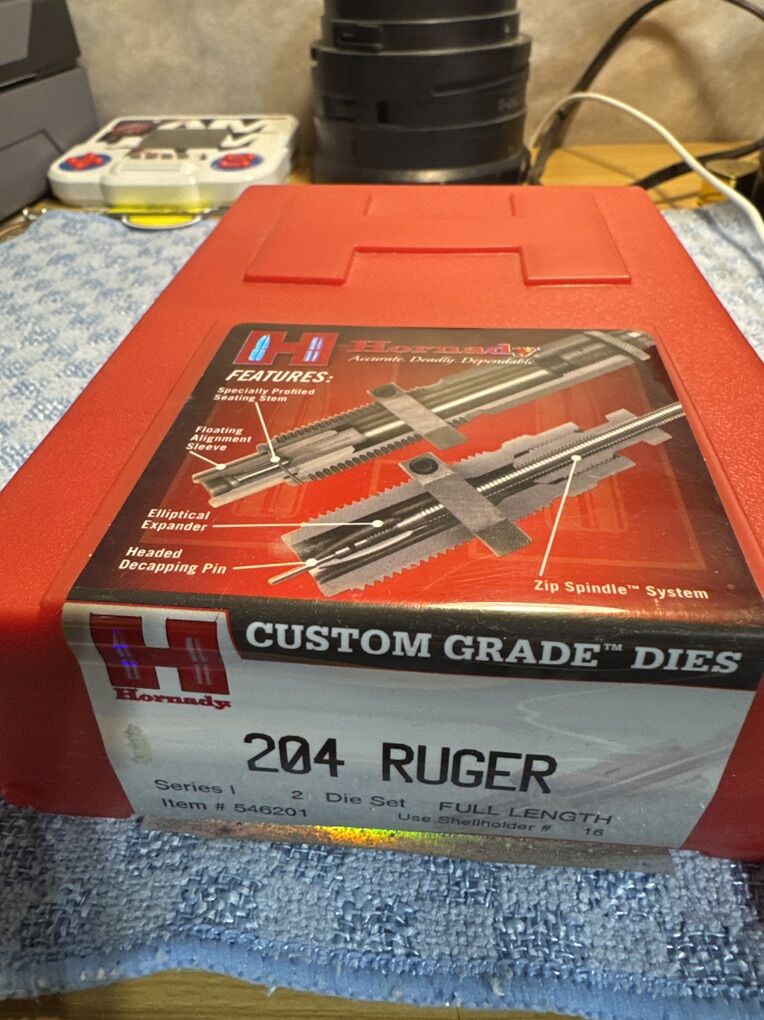 Hornady
Accurate. Deadly. Dependable.
FEATURES:
Specially Profiled
Seating Stem
Floating
Alignment
Sleeve
Elliptical
Expander
Headed
Decapping Pin
Zip Spindle™ System
CUSTOM GRADE™ DIES
Hornady
204 RUGER
Series I 2 Die Set FULL LENGTH
Item # 546201 Use Shellholder # 16